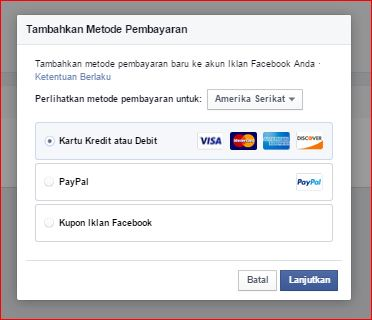 Tambahkan Metode Pembayaran
Tambahkan metode pembayaran baru ke akun Iklan Facebook Anda ·
Ketentuan Berlaku
Perlihatkan metode pembayaran untuk: Amerika Serikat
Kartu Kredit atau Debit VISA MasterCard AMERICAN EXPRESS DISCOVER
PayPal PayPal
Kupon Iklan Facebook
Batal Lanjutkan